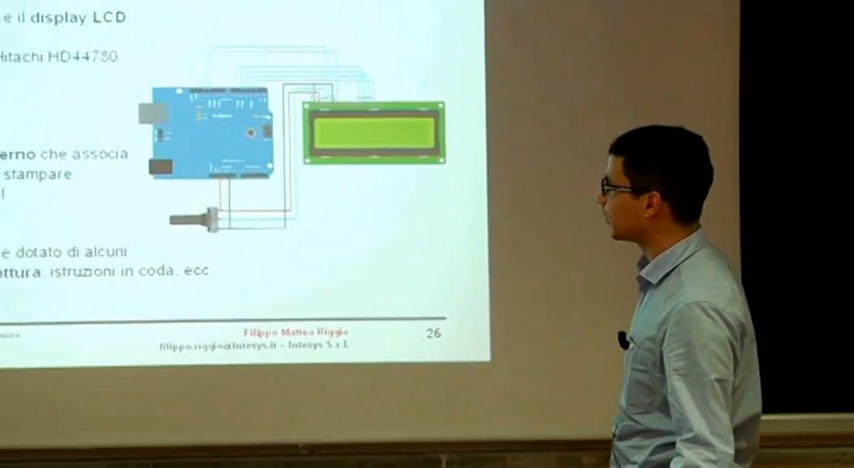 e il display LCD
Hitachi HD44780
erno che associa
stampare.
è dotato di alcuni
attura, istruzioni in coda, ecc
Filippo Matteo Riggio
filippo.riggio@intesys.it - Intesys S.r.l.
26